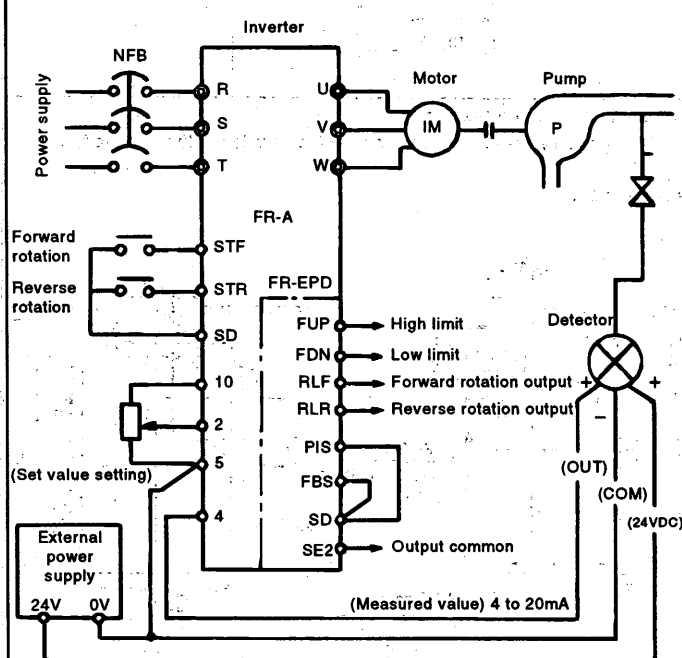 Inverter
NFB
Motor
Pump
Power supply
R
S
T
U
V
W
IM
P
FR-A
Forward
rotation
Reverse
rotation
STF
STR
SD
FR-EPD
FUP
High limit
FDN
Low limit
RLF
Forward rotation output
RLR
Reverse rotation output
Detector
+
+
−
10
2
5
4
(Set value setting)
PIS
FBS
SD
SE2
Output common
(OUT)
(COM)
(24VDC)
External
power
supply
24V
0V
(Measured value) 4 to 20mA